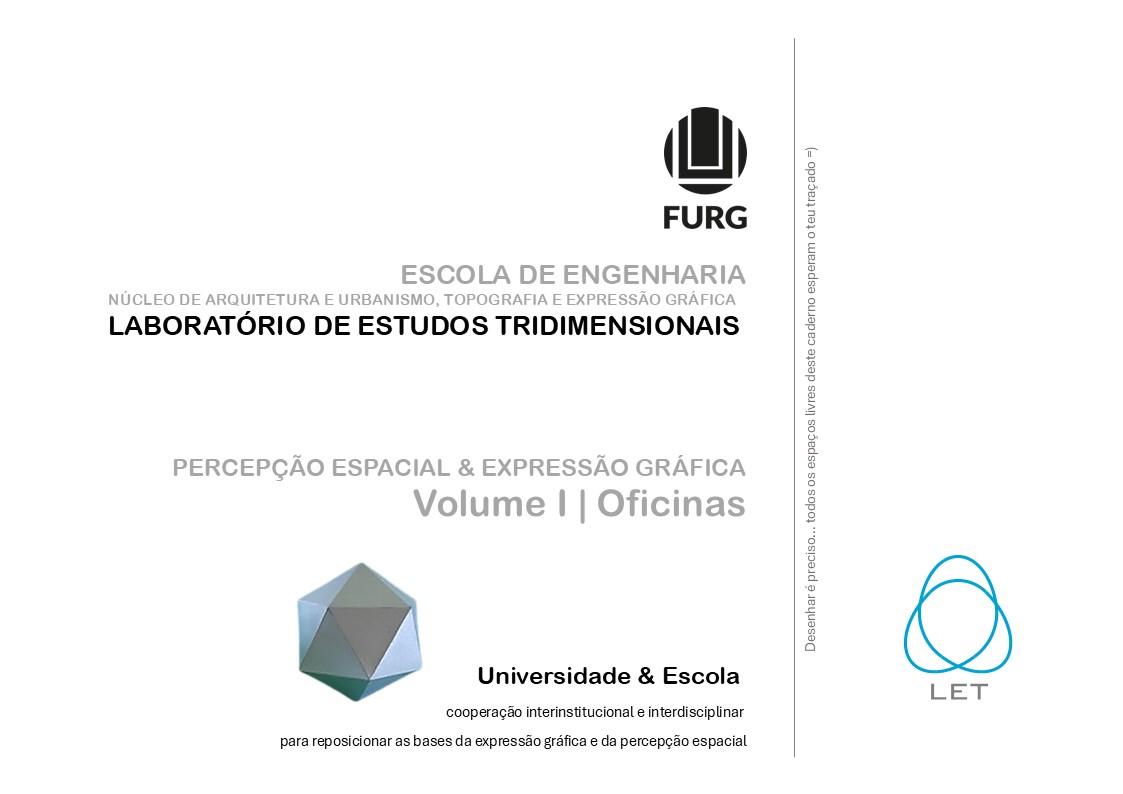 FURG
ESCOLA DE ENGENHARIA
NÚCLEO DE ARQUITETURA E URBANISMO, TOPOGRAFIA E EXPRESSÃO GRÁFICA
LABORATÓRIO DE ESTUDOS TRIDIMENSIONAIS
PERCEPÇÃO ESPACIAL & EXPRESSÃO GRÁFICA
Volume I | Oficinas
Universidade & Escola
cooperação interinstitucional e interdisciplinar
para reposicionar as bases da expressão gráfica e da percepção espacial
Desenhar é preciso... todos os espaços livres deste caderno esperam o teu traçado =)
LET